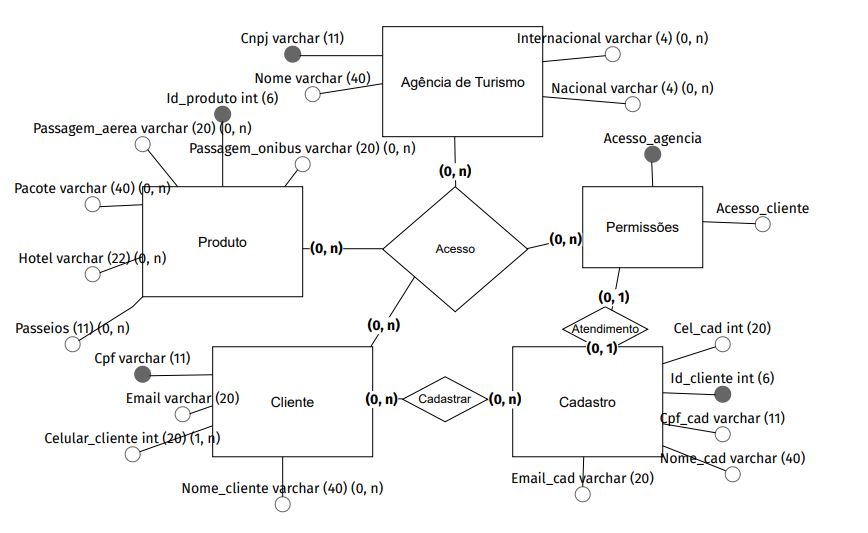 Cnpj varchar (11)
Internacional varchar (4) (0, n)
Agência de Turismo
Nome varchar (40)
Nacional varchar (4) (0, n)
Id_produto int (6)
Passagem_aerea varchar (20) (0, n)
Passagem_onibus varchar (20) (0, n)
Acesso_agencia
(0, n)
Pacote varchar (40) (0, n)
Acesso_cliente
Permissões
Produto
(0, n)
Acesso
(0, n)
Hotel varchar (22) (0, n)
(0, 1)
Passeios (11) (0, n)
(0, n)
Atendimento
Cel_cad int (20)
(0, 1)
Cpf varchar (11)
Id_cliente int (6)
Email varchar (20)
Cliente
(0, n)
Cadastrar
(0, n)
Cadastro
Cpf_cad varchar (11)
Celular_cliente int (20) (1, n)
Nome_cad varchar (40)
Email_cad varchar (20)
Nome_cliente varchar (40) (0, n)